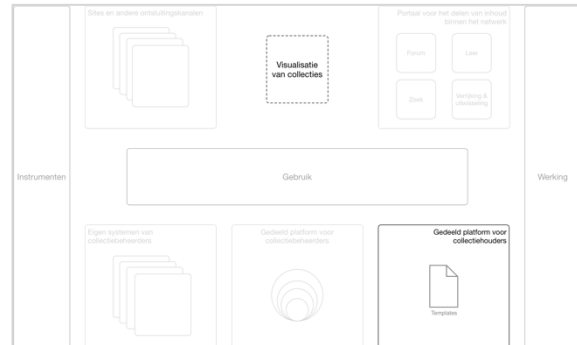 Sites en andere ontsluitingskanalen
Visualisatie
van collecties
Portaal voor het delen van inhoud
binnen het netwerk
Forum
Leer
Zoek
Verrijking &
uitwisseling
Instrumenten
Gebruik
Werking
Eigen systemen van
collectiebeheerders
Gedeeld platform voor
collectiebeheerders
Gedeeld platform voor
collectiehouders
Templates